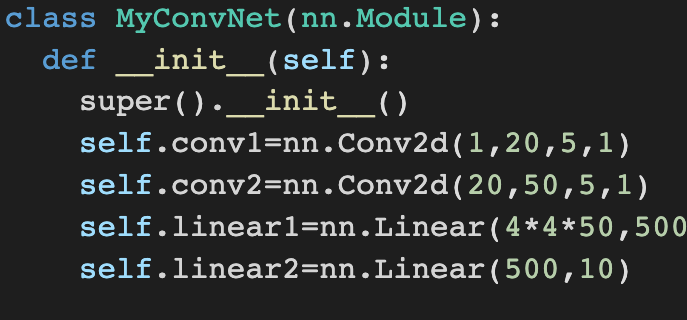 class MyConvNet(nn.Module):
def __init__(self):
super().__init__()
self.conv1=nn.Conv2d(1,20,5,1)
self.conv2=nn.Conv2d(20,50,5,1)
self.linear1=nn.Linear(4*4*50,500
self.linear2=nn.Linear(500,10)